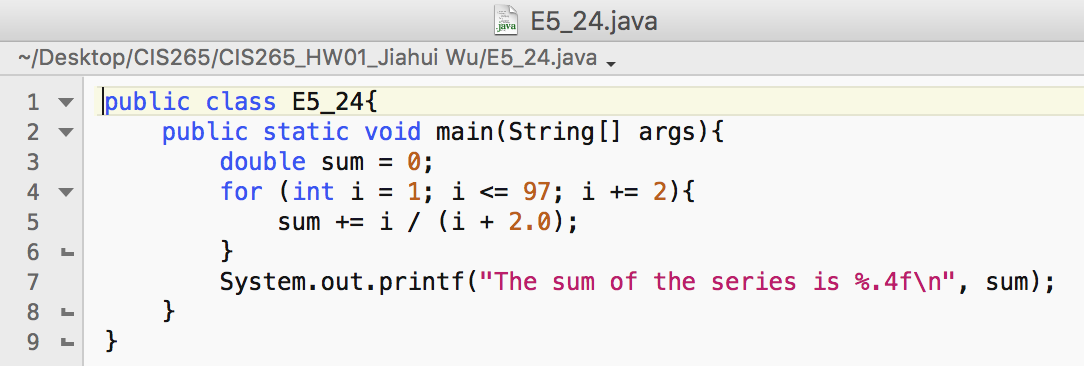 E5_24.java
~/Desktop/CIS265/CIS265_HW01_Jiahui Wu/E5_24.java
1 public class E5_24{
2     public static void main(String[] args){
3         double sum = 0;
4         for (int i = 1; i <= 97; i += 2){
5             sum += i / (i + 2.0);
6         }
7         System.out.printf("The sum of the series is %.4f\n", sum);
8     }
9 }